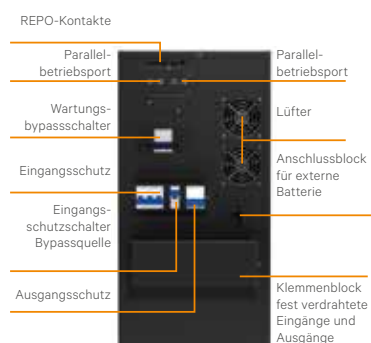 REPO-Kontakte
Parallel-
betriebsport
Wartungs-
bypassschalter
Eingangsschutz
Eingangs-
schutzschalter
Bypassquelle
Ausgangsschutz
Parallel-
betriebsport
Lüfter
Anschlussblock
für externe
Batterie
Klemmenblock
fest verdrahtete
Eingänge und
Ausgänge